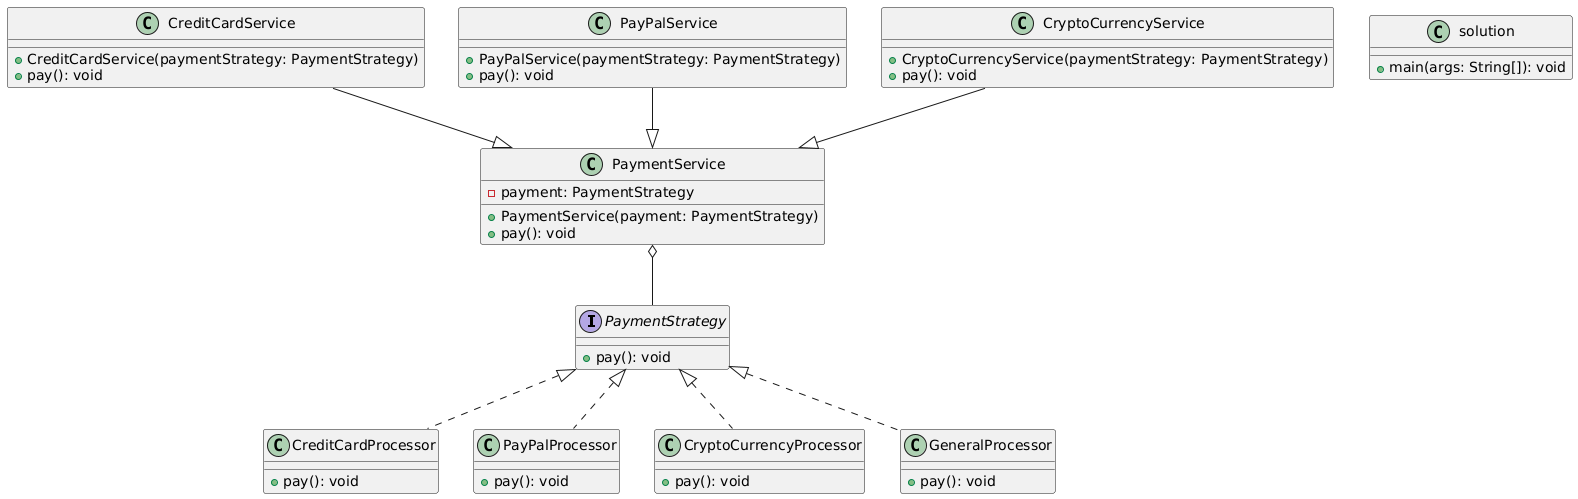 C CreditCardService
+ CreditCardService(paymentStrategy: PaymentStrategy)
pay(): void
C PayPalService
PayPalService(paymentStrategy: PaymentStrategy)
pay(): void
C CryptoCurrencyService
CryptoCurrencyService(paymentStrategy: PaymentStrategy)
pay(): void
C solution
main(args: String[]): void
C PaymentService
payment: PaymentStrategy
PaymentService(payment: PaymentStrategy)
pay(): void
I PaymentStrategy
pay(): void
C CreditCardProcessor
pay(): void
C PayPalProcessor
pay(): void
C CryptoCurrencyProcessor
pay(): void
C GeneralProcessor
pay(): void